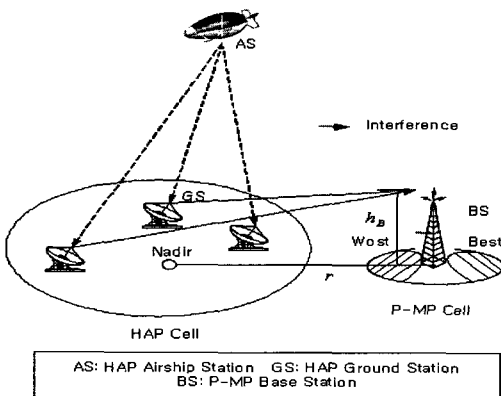 AS
Interference
GS
h_B
BS
Wost
Best
Nadir
r
P-MP Cell
HAP Cell
AS: HAP Airship Station GS: HAP Ground Station
BS: P-MP Base Station